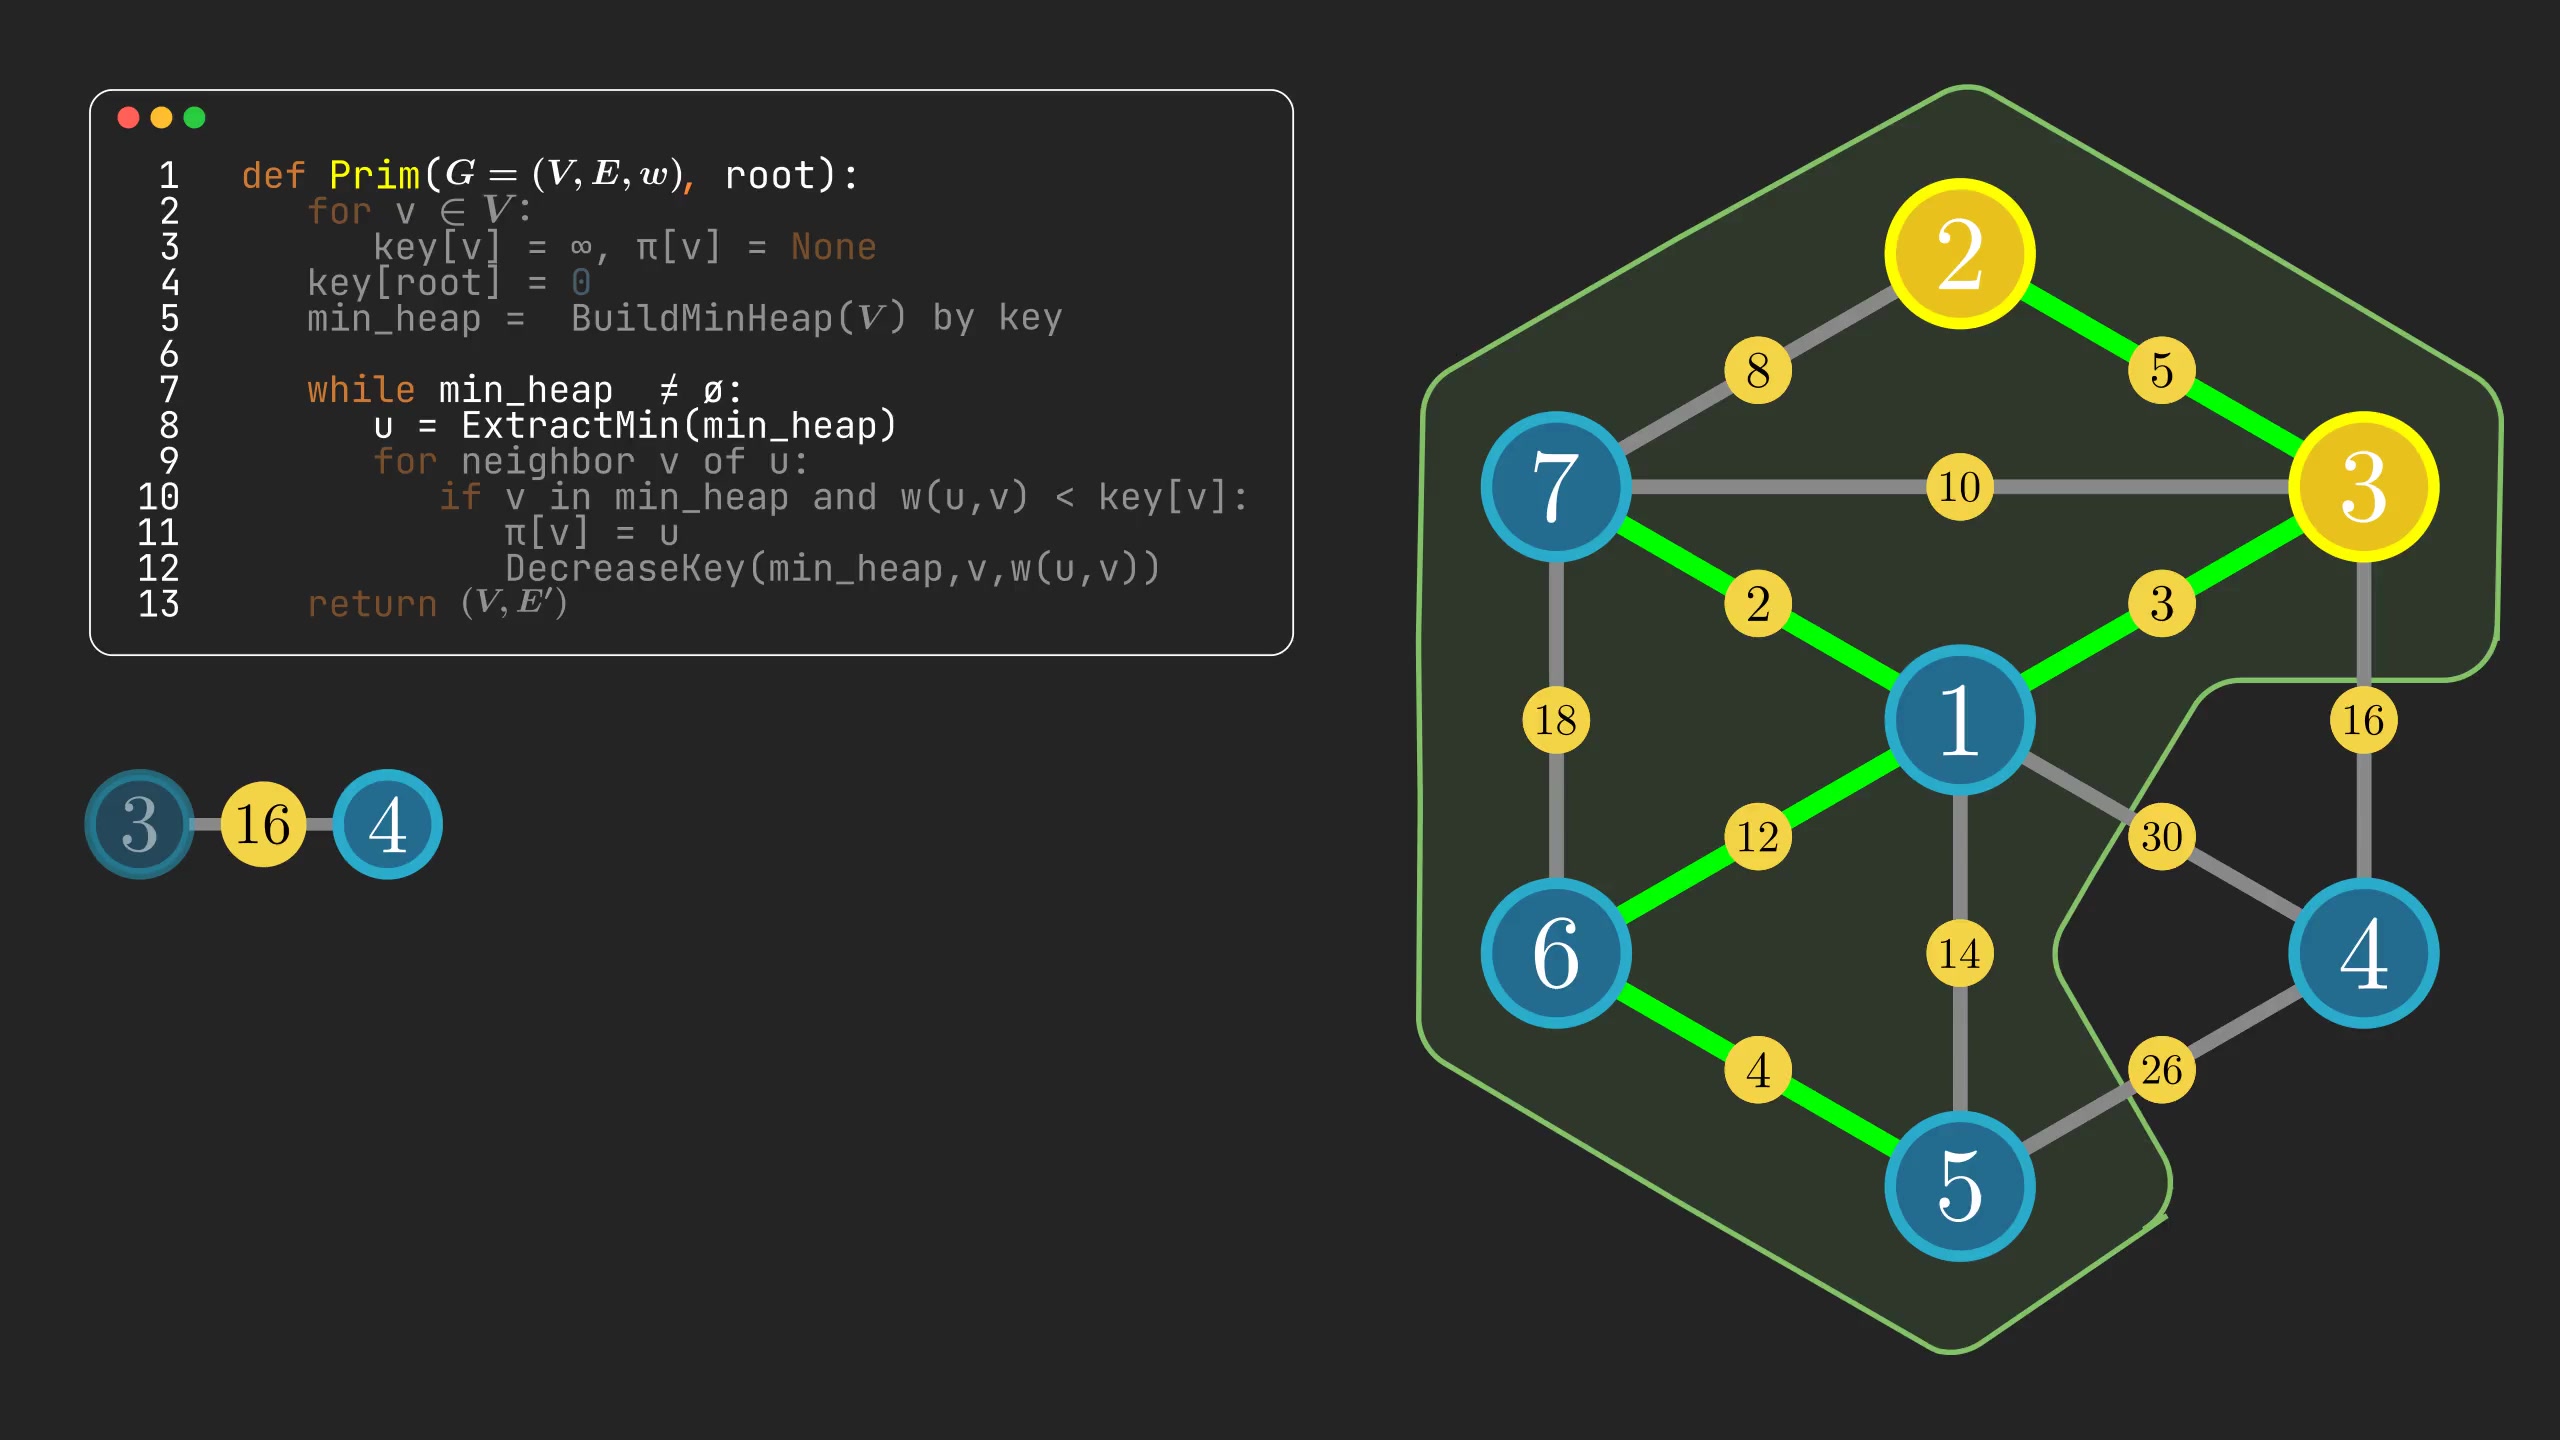 1 def Prim(G = (V, E, w), root):
2 for v ∈ V:
3 key[v] = ∞, π[v] = None
4 key[root] = 0
5 min_heap = BuildMinHeap(V) by key
6
7 while min_heap ≠ ø:
8 u = ExtractMin(min_heap)
9 for neighbor v of u:
10 if v in min_heap and w(u,v) < key[v]:
11 π[v] = u
12 DecreaseKey(min_heap,v,w(u,v))
13 return (V, E′)
3 16 4
2
8 5
7 10 3
2 3
18 1 16
12 30
6 14 4
4 26
5